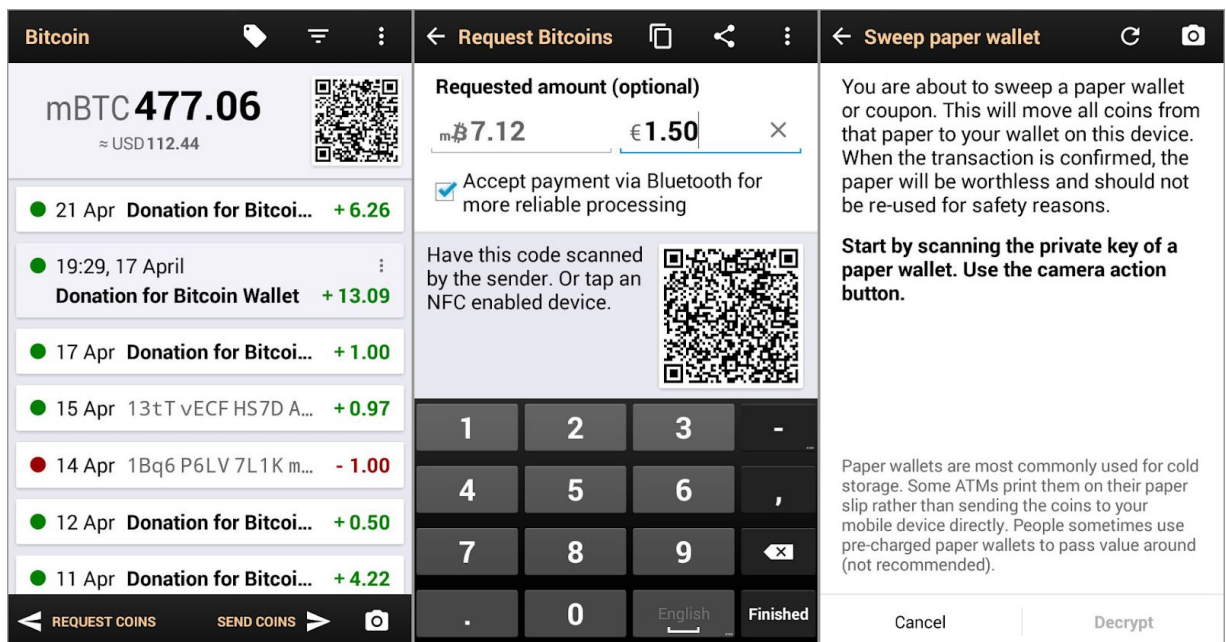 Bitcoin
mBTC 477.06
≈ USD 112.44
21 Apr Donation for Bitcoi... + 6.26
19:29, 17 April
Donation for Bitcoin Wallet + 13.09
17 Apr Donation for Bitcoi... + 1.00
15 Apr 13tT vECF HS7D A... + 0.97
14 Apr 1Bq6 P6LV 7L1K m... - 1.00
12 Apr Donation for Bitcoi... + 0.50
11 Apr Donation for Bitcoi... + 4.22
REQUEST COINS SEND COINS
Request Bitcoins
Requested amount (optional)
m₿7.12 €1.50
Accept payment via Bluetooth for
more reliable processing
Have this code scanned
by the sender. Or tap an
NFC enabled device.
1 2 3 -
4 5 6 ,
7 8 9
. 0 English Finished
Sweep paper wallet
You are about to sweep a paper wallet
or coupon. This will move all coins from
that paper to your wallet on this device.
When the transaction is confirmed, the
paper will be worthless and should not
be re-used for safety reasons.
Start by scanning the private key of a
paper wallet. Use the camera action
button.
Paper wallets are most commonly used for cold
storage. Some ATMs print them on their paper
slip rather than sending the coins to your
mobile device directly. People sometimes use
pre-charged paper wallets to pass value around
(not recommended).
Cancel Decrypt